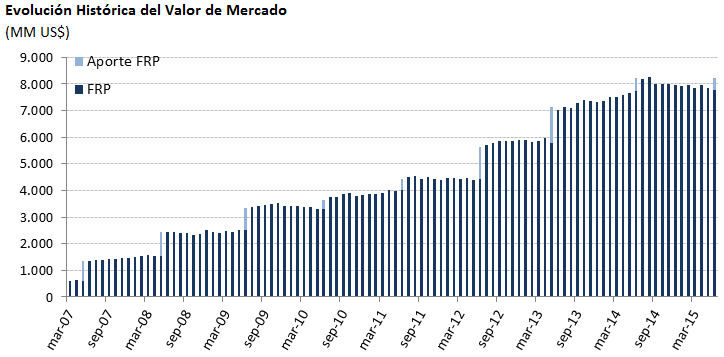 Evolución Histórica del Valor de Mercado
(MM US$)
9.000
8.000
7.000
6.000
5.000
4.000
3.000
2.000
1.000
0
Aporte FRP
FRP
mar-07
sep-07
mar-08
sep-08
mar-09
sep-09
mar-10
sep-10
mar-11
sep-11
mar-12
sep-12
mar-13
sep-13
mar-14
sep-14
mar-15